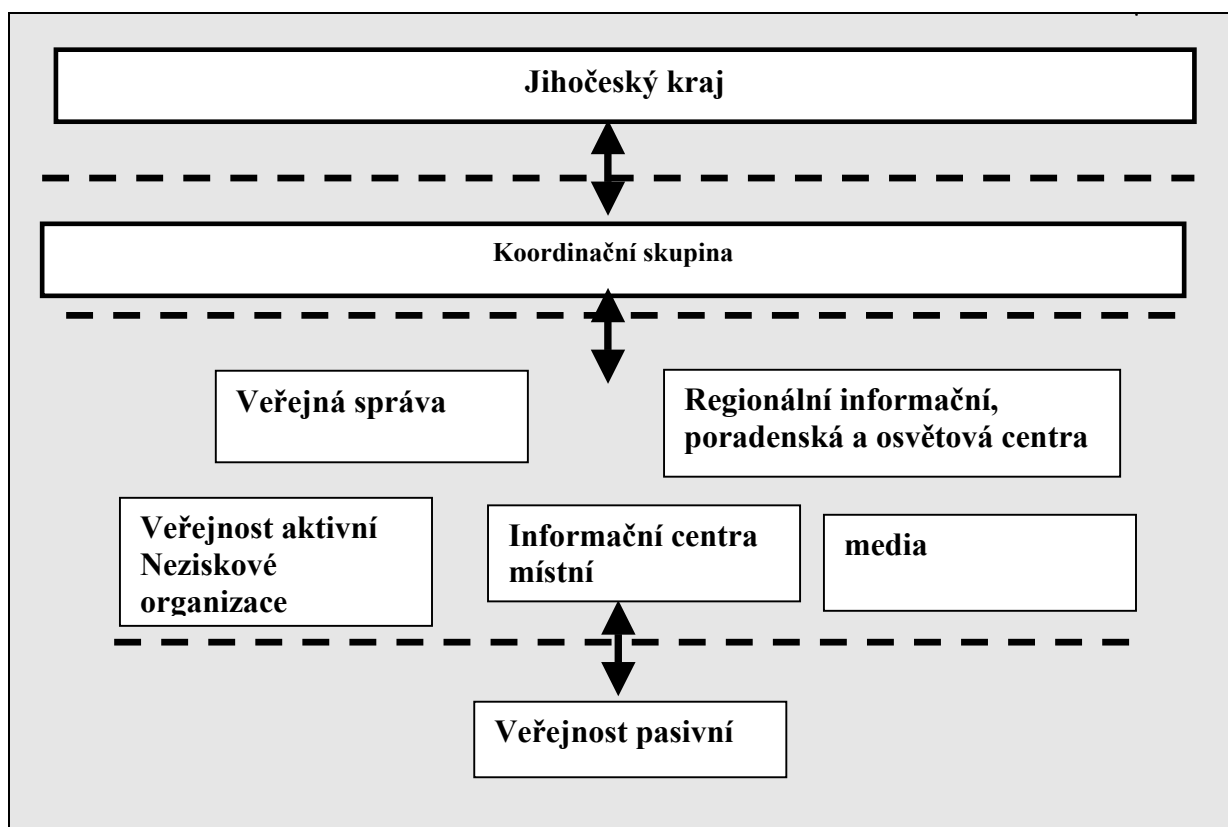 Jihočeský kraj
Koordinační skupina
Veřejná správa
Regionální informační,
poradenská a osvětová centra
Veřejnost aktivní
Neziskové
organizace
Informační centra
místní
media
Veřejnost pasivní